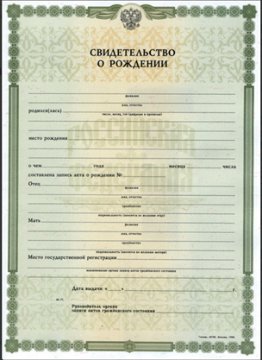 СВИДЕТЕЛЬСТВО
О РОЖДЕНИИ
фамилия
имя, отчество
родился(лась)
число, месяц, год (цифрами и прописью)
место рождения
о чем года месяца числа
составлена запись акта о рождении №
Отец
фамилия
имя, отчество
гражданство
национальность (вносится по желанию отца)
Мать
фамилия
имя, отчество
гражданство
национальность (вносится по желанию матери)
Место государственной регистрации
наименование органа записи актов гражданского состояния
Дата выдачи « » г.
М.П.
Руководитель органа
записи актов гражданского состояния